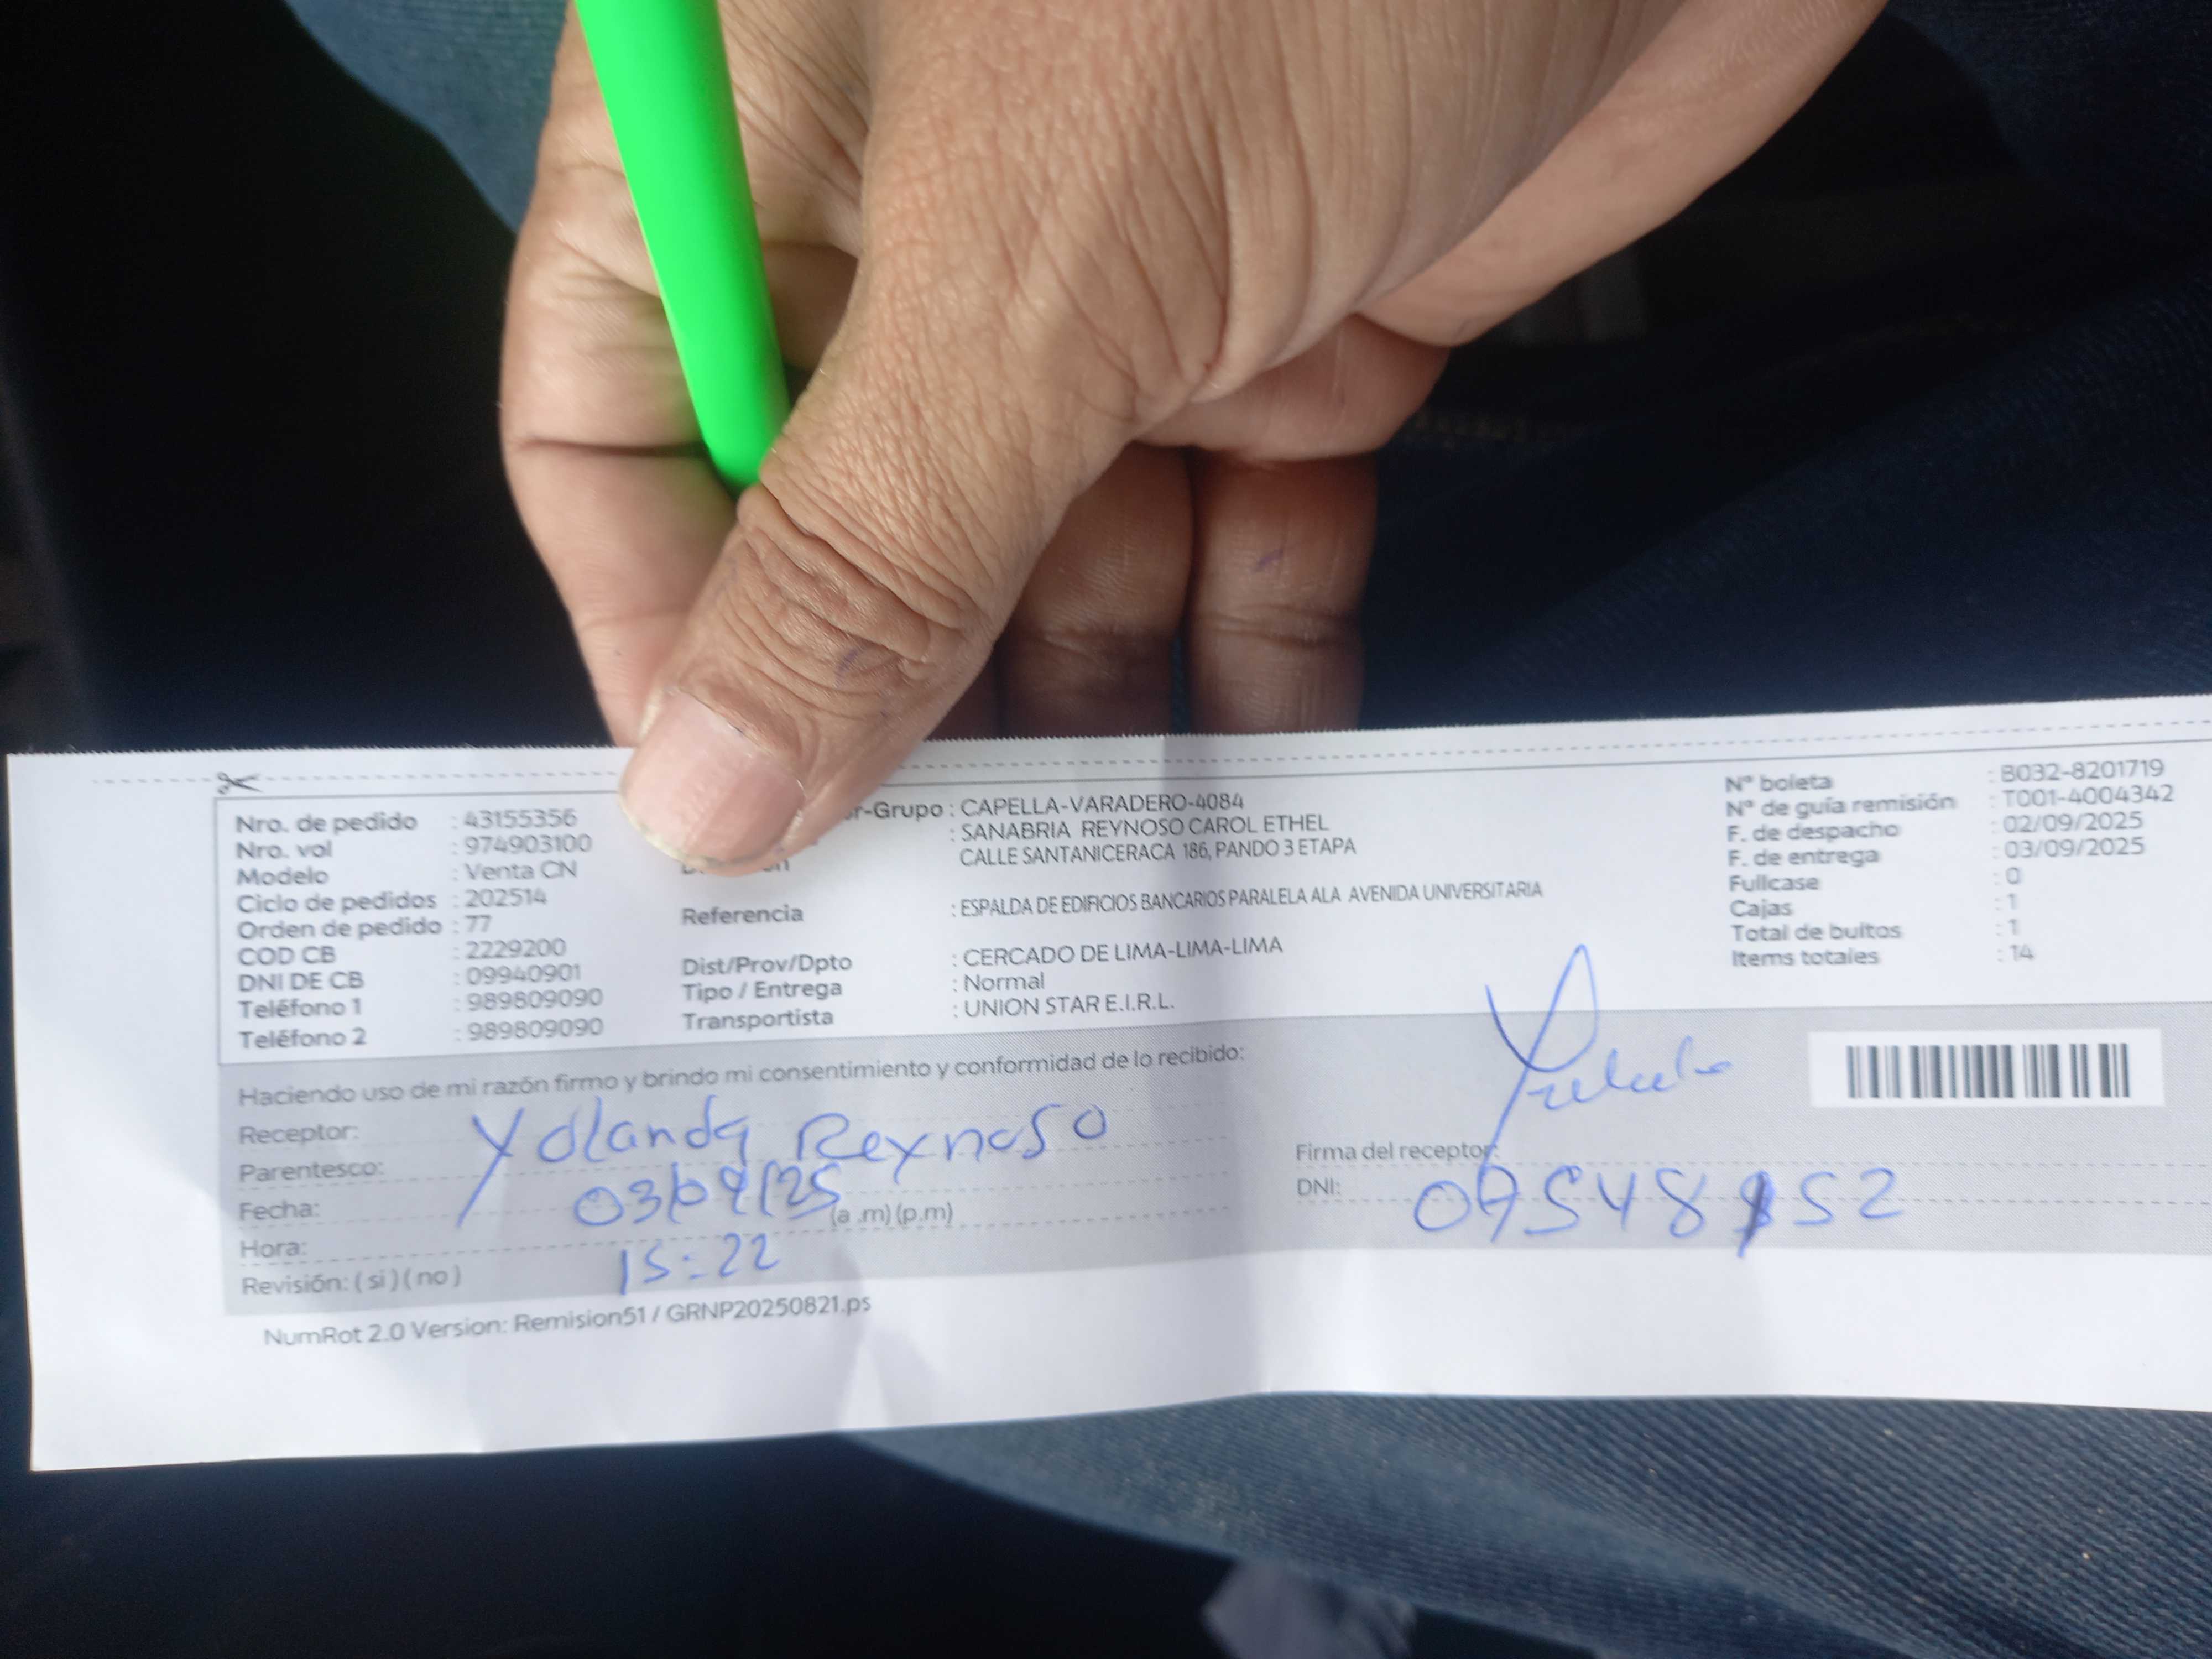 Nro. de pedido : 43155356
Nro. vol : 974903100
Modelo : Venta CN
Ciclo de pedidos : 202514
Orden de pedido : 77
COD CB : 2229200
DNI DE CB : 09940901
Teléfono 1 : 989809090
Teléfono 2 : 989809090
r-Grupo : CAPELLA-VARADERO-4084
: SANABRIA REYNOSO CAROL ETHEL
CALLE SANTANICERACA 186, PANDO 3 ETAPA
Referencia : ESPALDA DE EDIFICIOS BANCARIOS PARALELA ALA AVENIDA UNIVERSITARIA
Dist/Prov/Dpto : CERCADO DE LIMA-LIMA-LIMA
Tipo / Entrega : Normal
Transportista : UNION STAR E.I.R.L.
N° boleta : B032-8201719
N° de guía remisión : T001-4004342
F. de despacho : 02/09/2025
F. de entrega : 03/09/2025
Fullcase : 0
Cajas : 1
Total de bultos : 1
Items totales : 14
Haciendo uso de mi razón firmo y brindo mi consentimiento y conformidad de lo recibido:
Receptor: Yolanda Reynoso
Parentesco:
Fecha: 03/09/25
Hora: 15:22 (a .m) (p.m)
Revisión: ( si ) ( no )
Firma del receptor:
DNI:
NumRot 2.0 Version: Remision51 / GRNP20250821.ps